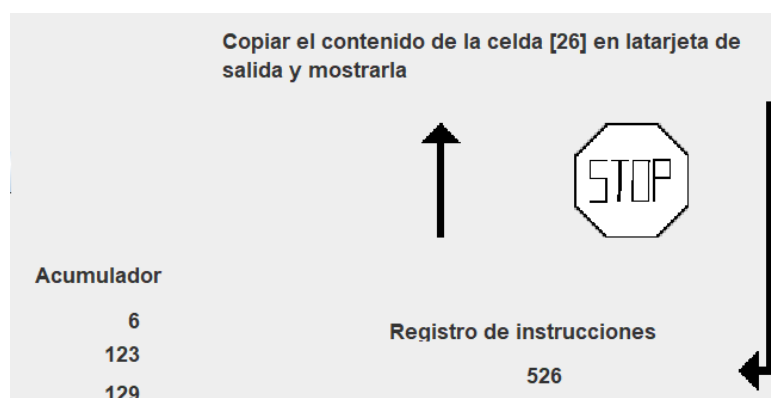 Copiar el contenido de la celda [26] en latarjeta de
salida y mostrarla
STOP
Acumulador
6
123
129
Registro de instrucciones
526